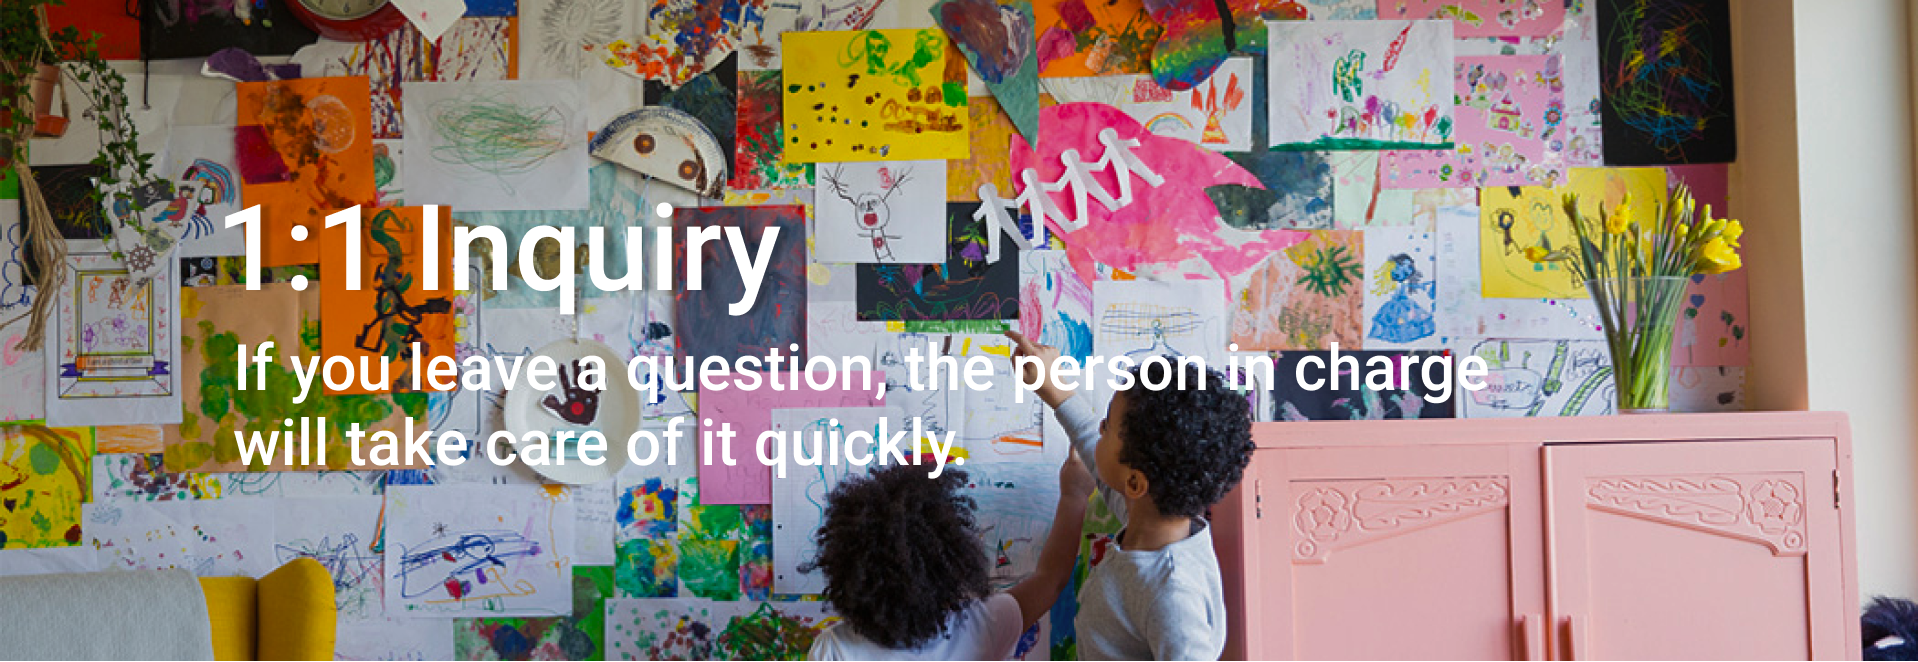 1:1 Inquiry
If you leave a question, the person in charge
will take care of it quickly.